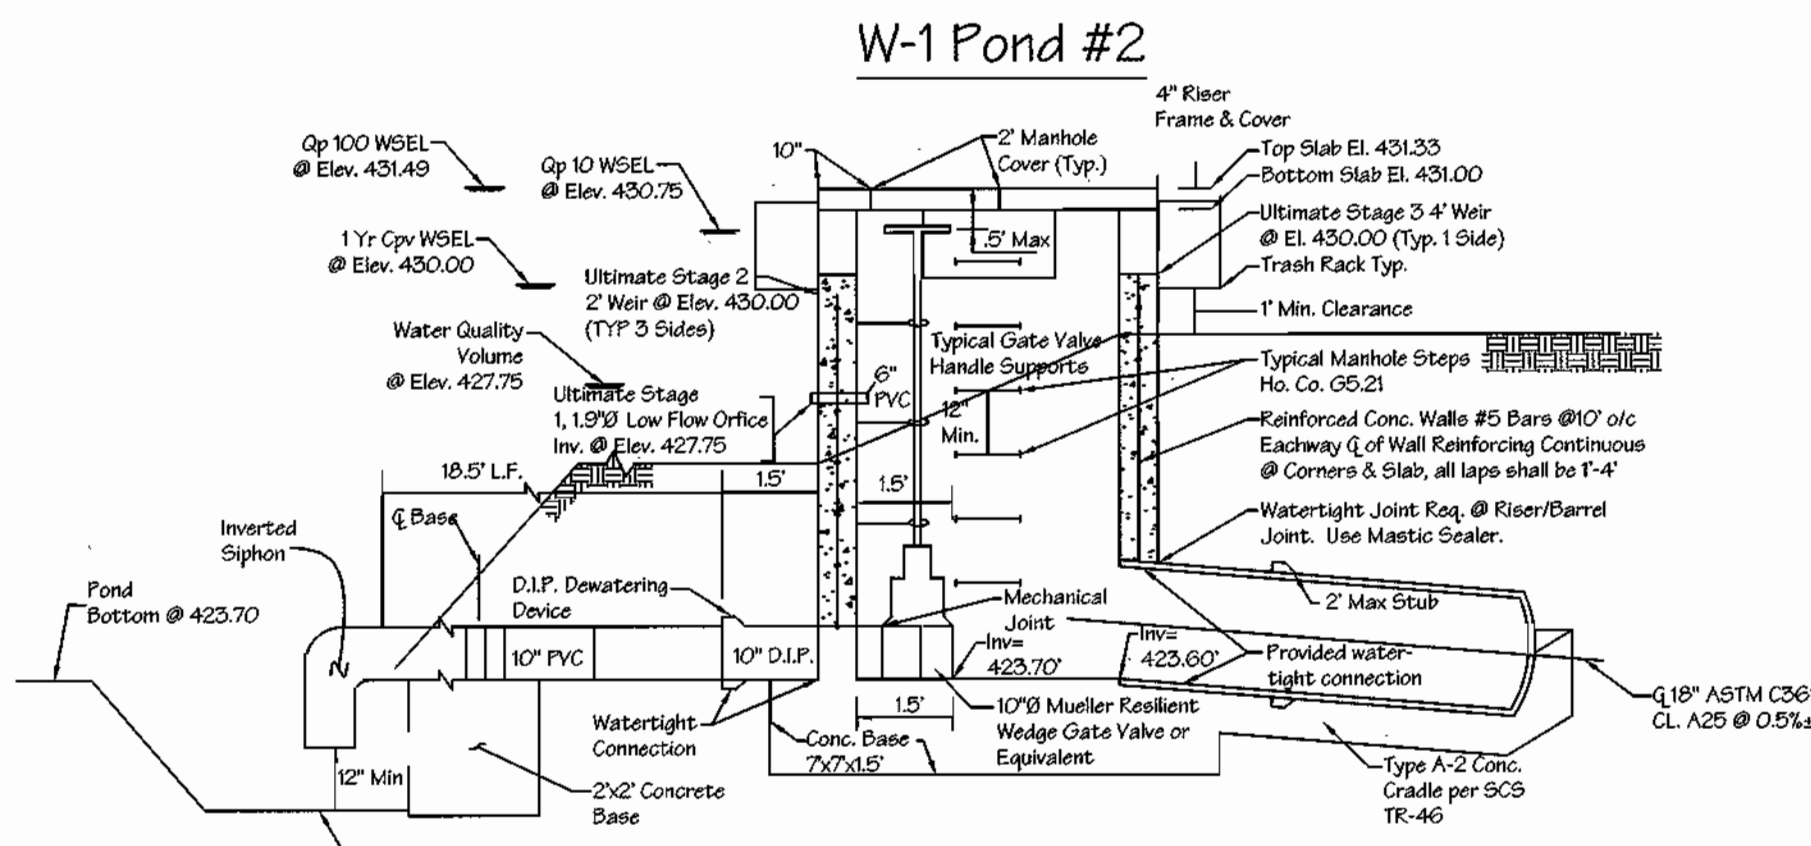 W-1 Pond #2
4" Riser
Frame & Cover
Qp 100 WSEL
@ Elev. 431.49
Qp 10 WSEL
@ Elev. 430.75
10"
2' Manhole
Cover (Typ.)
Top Slab El. 431.33
Bottom Slab El. 431.00
1 Yr Cpv WSEL
@ Elev. 430.00
.5' Max
Ultimate Stage 3 4' Weir
@ El. 430.00 (Typ. 1 Side)
Trash Rack Typ.
Ultimate Stage 2
2' Weir @ Elev. 430.00
(TYP 3 Sides)
1' Min. Clearance
Water Quality
Volume
@ Elev. 427.75
Typical Gate Valve
Handle Supports
Typical Manhole Steps
Ho. Co. G5.21
Ultimate Stage
1, 1.9"Ø Low Flow Orfice
Inv. @ Elev. 427.75
6"
PVC
12"
Min.
Reinforced Conc. Walls #5 Bars @10' o/c
Eachway ℄ of Wall Reinforcing Continuous
@ Corners & Slab, all laps shall be 1'-4'
18.5' L.F.
1.5'
1.5'
℄ Base
Inverted
Siphon
Watertight Joint Req. @ Riser/Barrel
Joint. Use Mastic Sealer.
Pond
Bottom @ 423.70
D.I.P. Dewatering
Device
Mechanical
Joint
2' Max Stub
10" PVC
10" D.I.P.
Inv=
423.70'
Inv=
423.60'
Provided water-
tight connection
1.5'
10"Ø Mueller Resilient
Wedge Gate Valve or
Equivalent
℄ 18" ASTM C36
CL. A25 @ 0.5%±
Watertight
Connection
Conc. Base
7'x7'x1.5'
12" Min
2'x2' Concrete
Base
Type A-2 Conc.
Cradle per SCS
TR-46